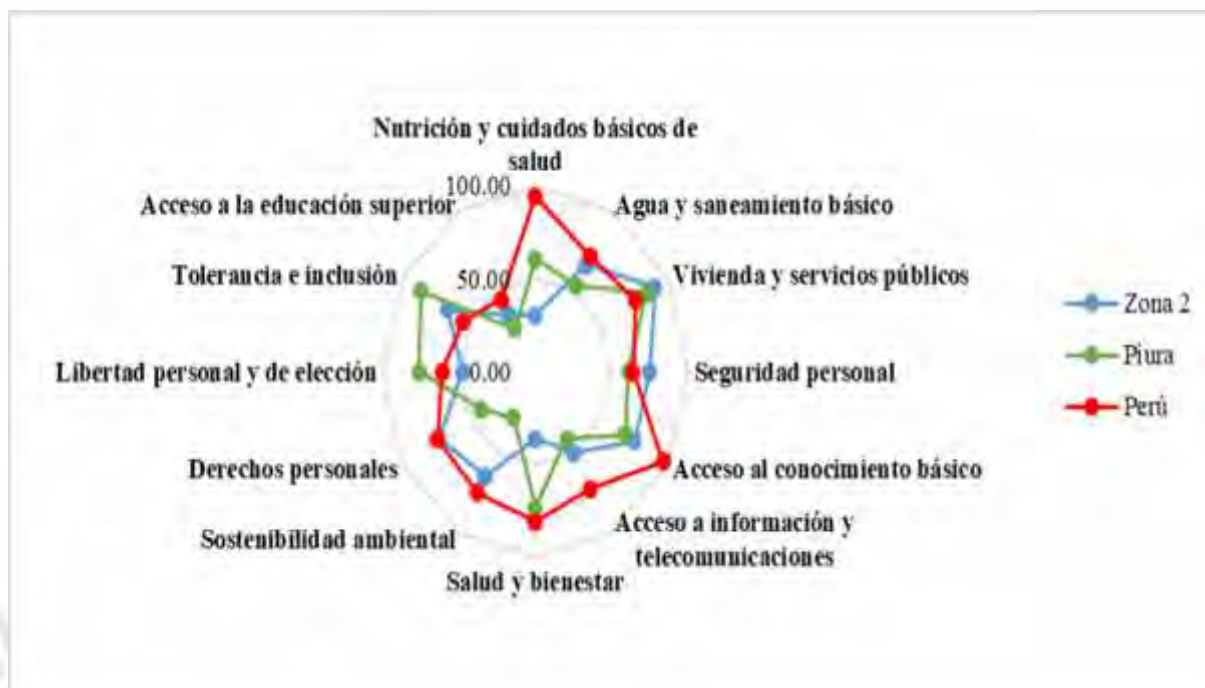 Nutrición y cuidados básicos de
salud
100.00
Acceso a la educación superior
Agua y saneamiento básico
50.00
Tolerancia e inclusión
Vivienda y servicios públicos
Zona 2
Libertad personal y de elección
0.00
Seguridad personal
Piura
Perú
Derechos personales
Acceso al conocimiento básico
Sostenibilidad ambiental
Acceso a información y
telecomunicaciones
Salud y bienestar